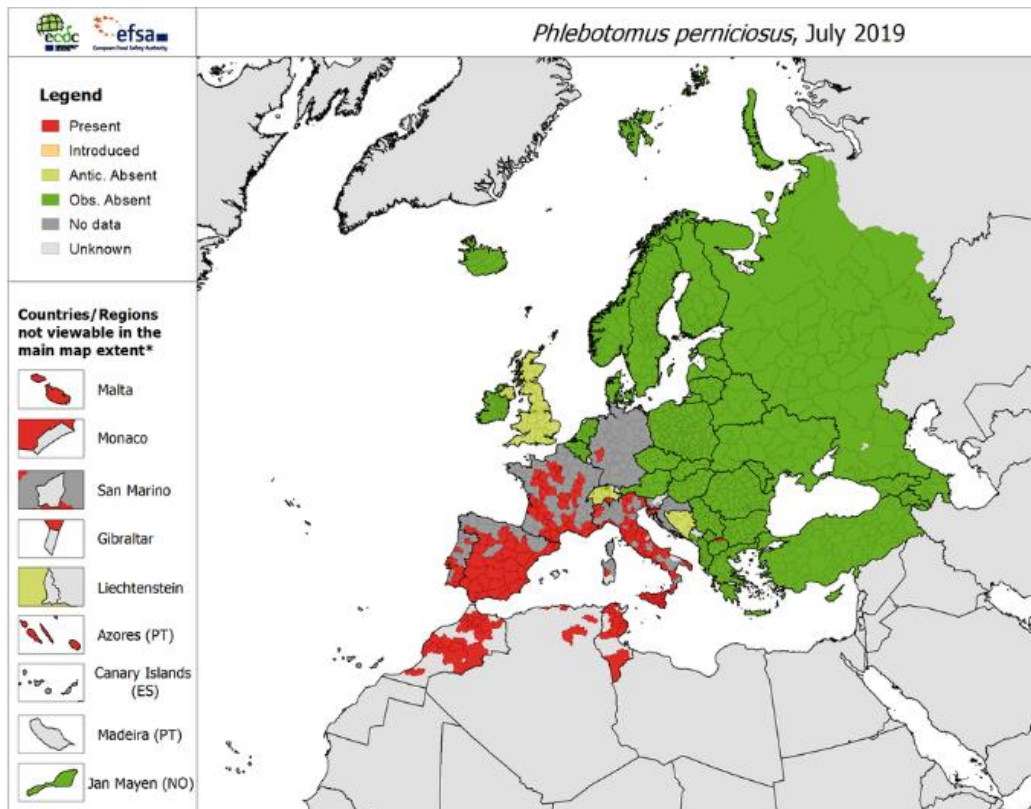 ecdc
efsa
European Food Safety Authority
Phlebotomus perniciosus, July 2019
Legend
Present
Introduced
Antic. Absent
Obs. Absent
No data
Unknown
Countries/Regions
not viewable in the
main map extent*
Malta
Monaco
San Marino
Gibraltar
Liechtenstein
Azores (PT)
Canary Islands
(ES)
Madeira (PT)
Jan Mayen (NO)